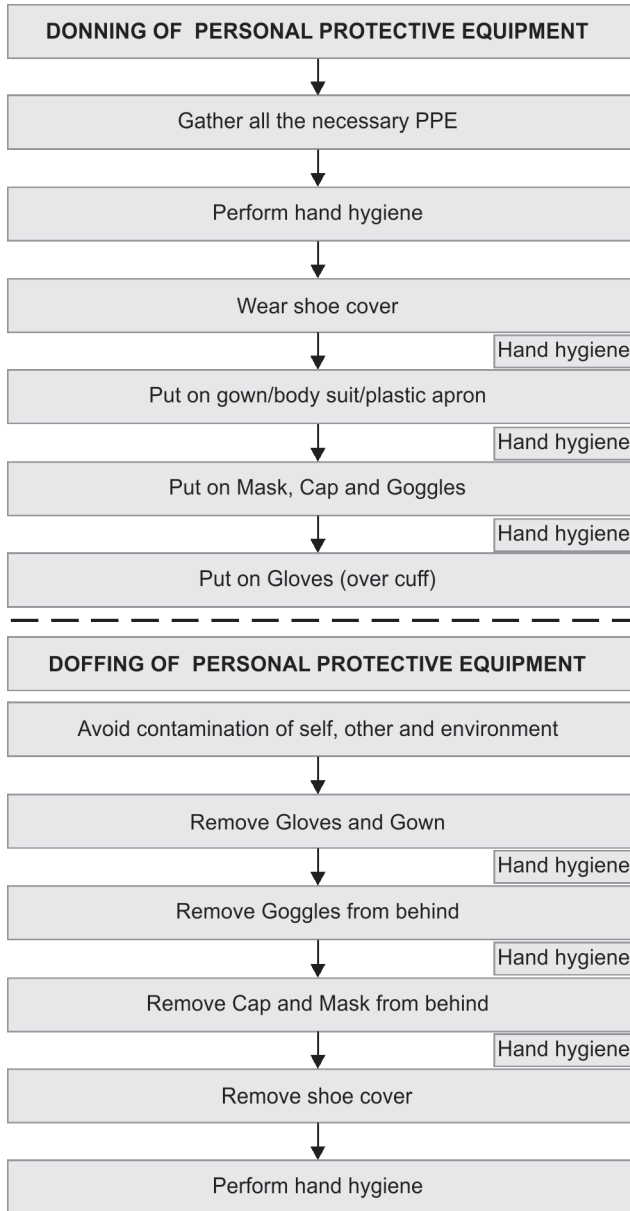 DONNING OF  PERSONAL PROTECTIVE EQUIPMENT
Gather all the necessary PPE
Perform hand hygiene
Wear shoe cover
Hand hygiene
Put on gown/body suit/plastic apron
Hand hygiene
Put on Mask, Cap and Goggles
Hand hygiene
Put on Gloves (over cuff)
DOFFING OF  PERSONAL PROTECTIVE EQUIPMENT
Avoid contamination of self, other and environment
Remove Gloves and Gown
Hand hygiene
Remove Goggles from behind
Hand hygiene
Remove Cap and Mask from behind
Hand hygiene
Remove shoe cover
Perform hand hygiene